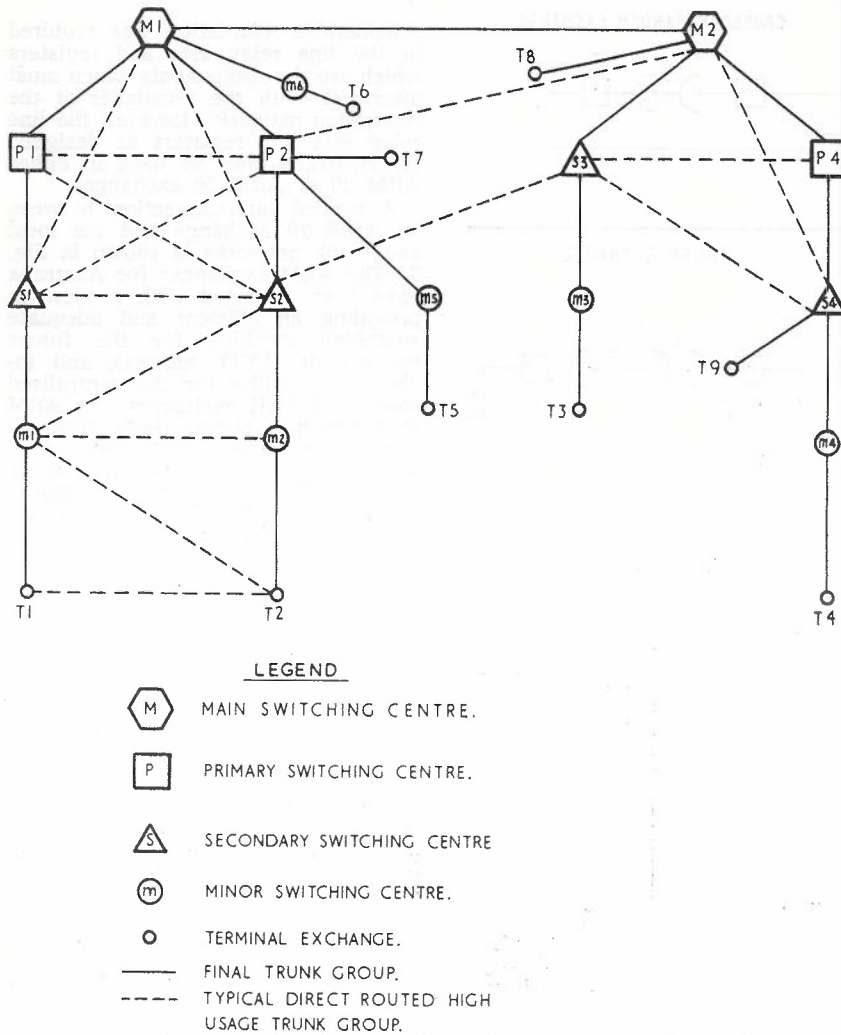 M1
M2
T8
m6
T6
P1
P2
T7
S3
P4
S1
S2
m5
m3
S4
T9
T5
T3
m1
m2
m4
T1
T2
T4
LEGEND
M MAIN SWITCHING CENTRE.
P PRIMARY SWITCHING CENTRE.
S SECONDARY SWITCHING CENTRE
m MINOR SWITCHING CENTRE.
TERMINAL EXCHANGE.
FINAL TRUNK GROUP.
TYPICAL DIRECT ROUTED HIGH
USAGE TRUNK GROUP.